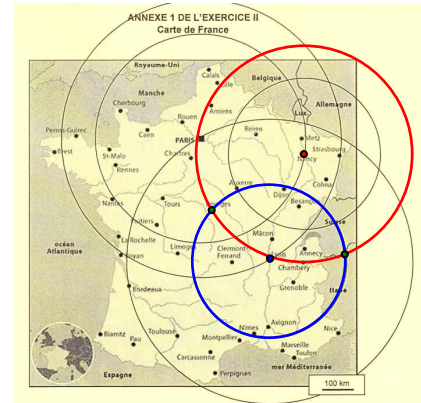 ANNEXE 1 DE L'EXERCICE II
Carte de France
Royaume-Uni
Calais
Lille
Belgique
Manche
Allemagne
Cherbourg
Amiens
Rouen
Lux.
Perros-Guirec
Caen
Reims
Metz
PARIS
Strasbourg
Brest
St-Malo
Chartres
Nancy
Rennes
Colmar
Auxerre
Dijon
Nantes
Tours
Besançon
Suisse
Poitiers
Mâcon
La Rochelle
Limoges
Clermont-
Ferrand
Lyon
Annecy
océan
Atlantique
Royan
Chambéry
Italie
Bordeaux
Grenoble
Avignon
Nîmes
Nice
Biarritz
Toulouse
Montpellier
Pau
Marseille
Carcassonne
Toulon
mer Méditerranée
Espagne
Perpignan
100 km